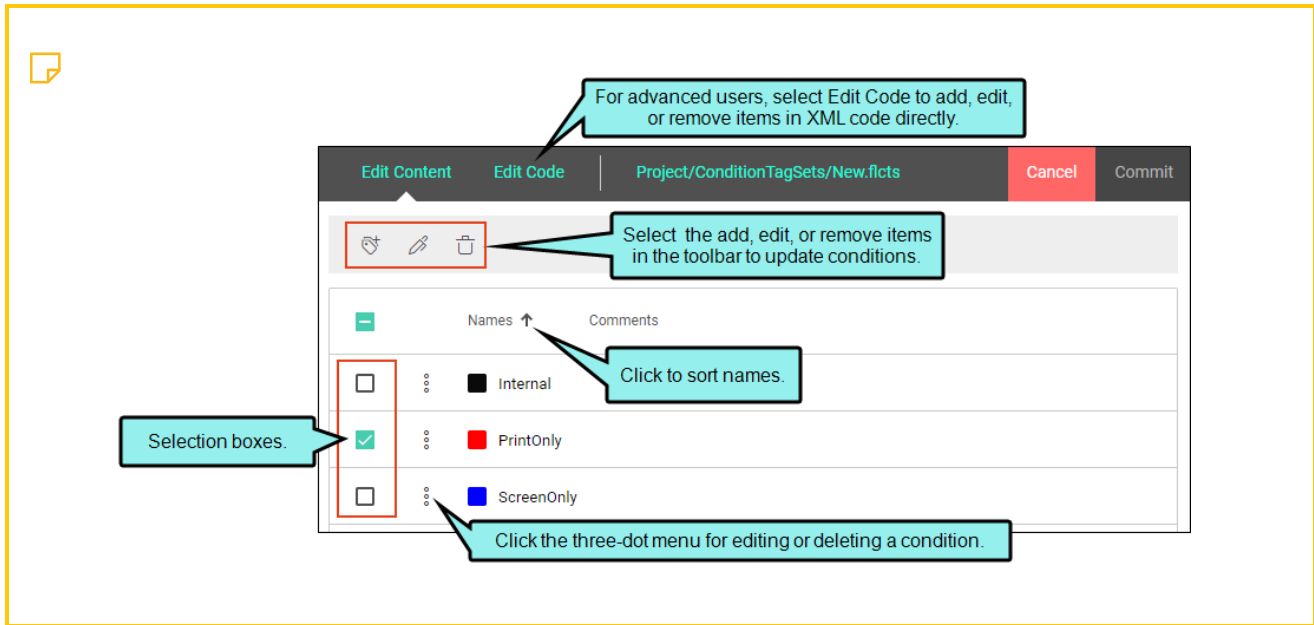 For advanced users, select Edit Code to add, edit,
or remove items in XML code directly.
Edit Content Edit Code Project/ConditionTagSets/New.flcts Cancel Commit
Select the add, edit, or remove items
in the toolbar to update conditions.
Names Comments
Click to sort names.
Internal
Selection boxes.
PrintOnly
ScreenOnly
Click the three-dot menu for editing or deleting a condition.